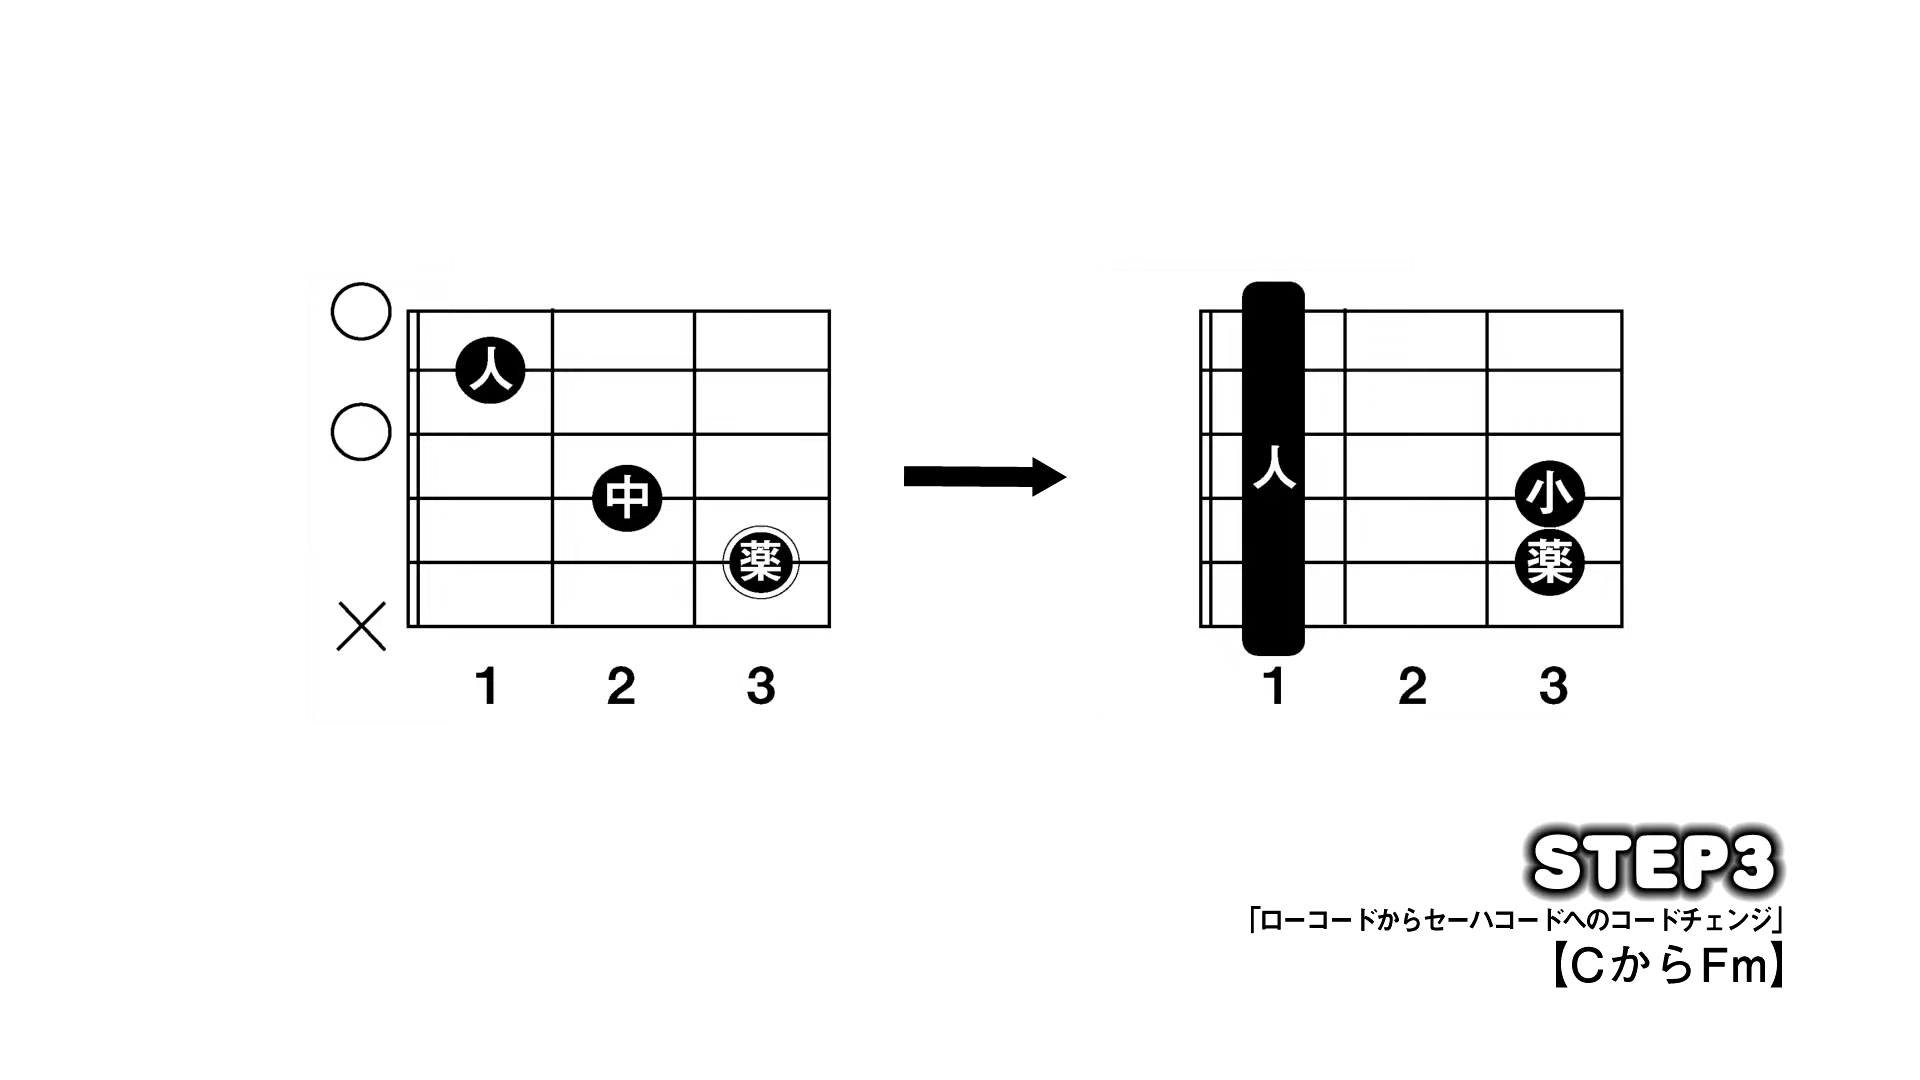 人
中
薬
1 2 3
人
小
薬
1 2 3
STEP3
「ローコードからセーハコードへのコードチェンジ」
【CからFm】